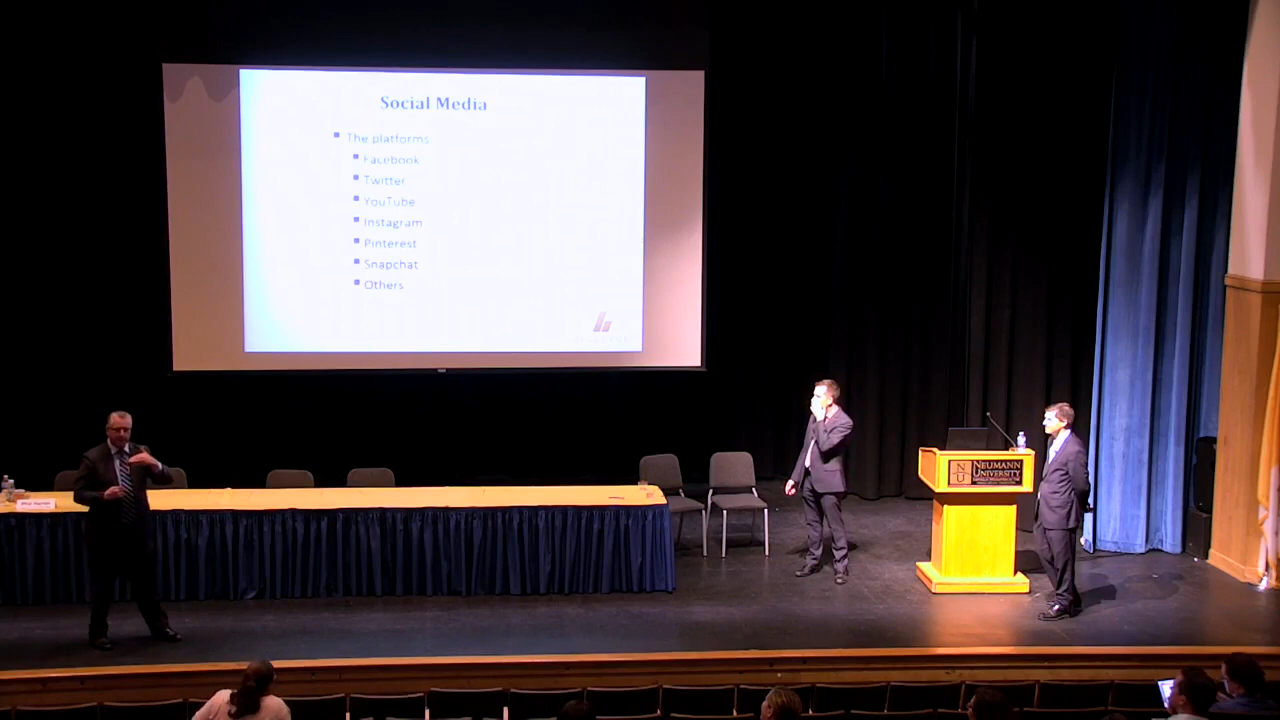 Social Media
The platforms
Facebook
Twitter
YouTube
Instagram
Pinterest
Snapchat
Others
NEUMANN
UNIVERSITY
N
U